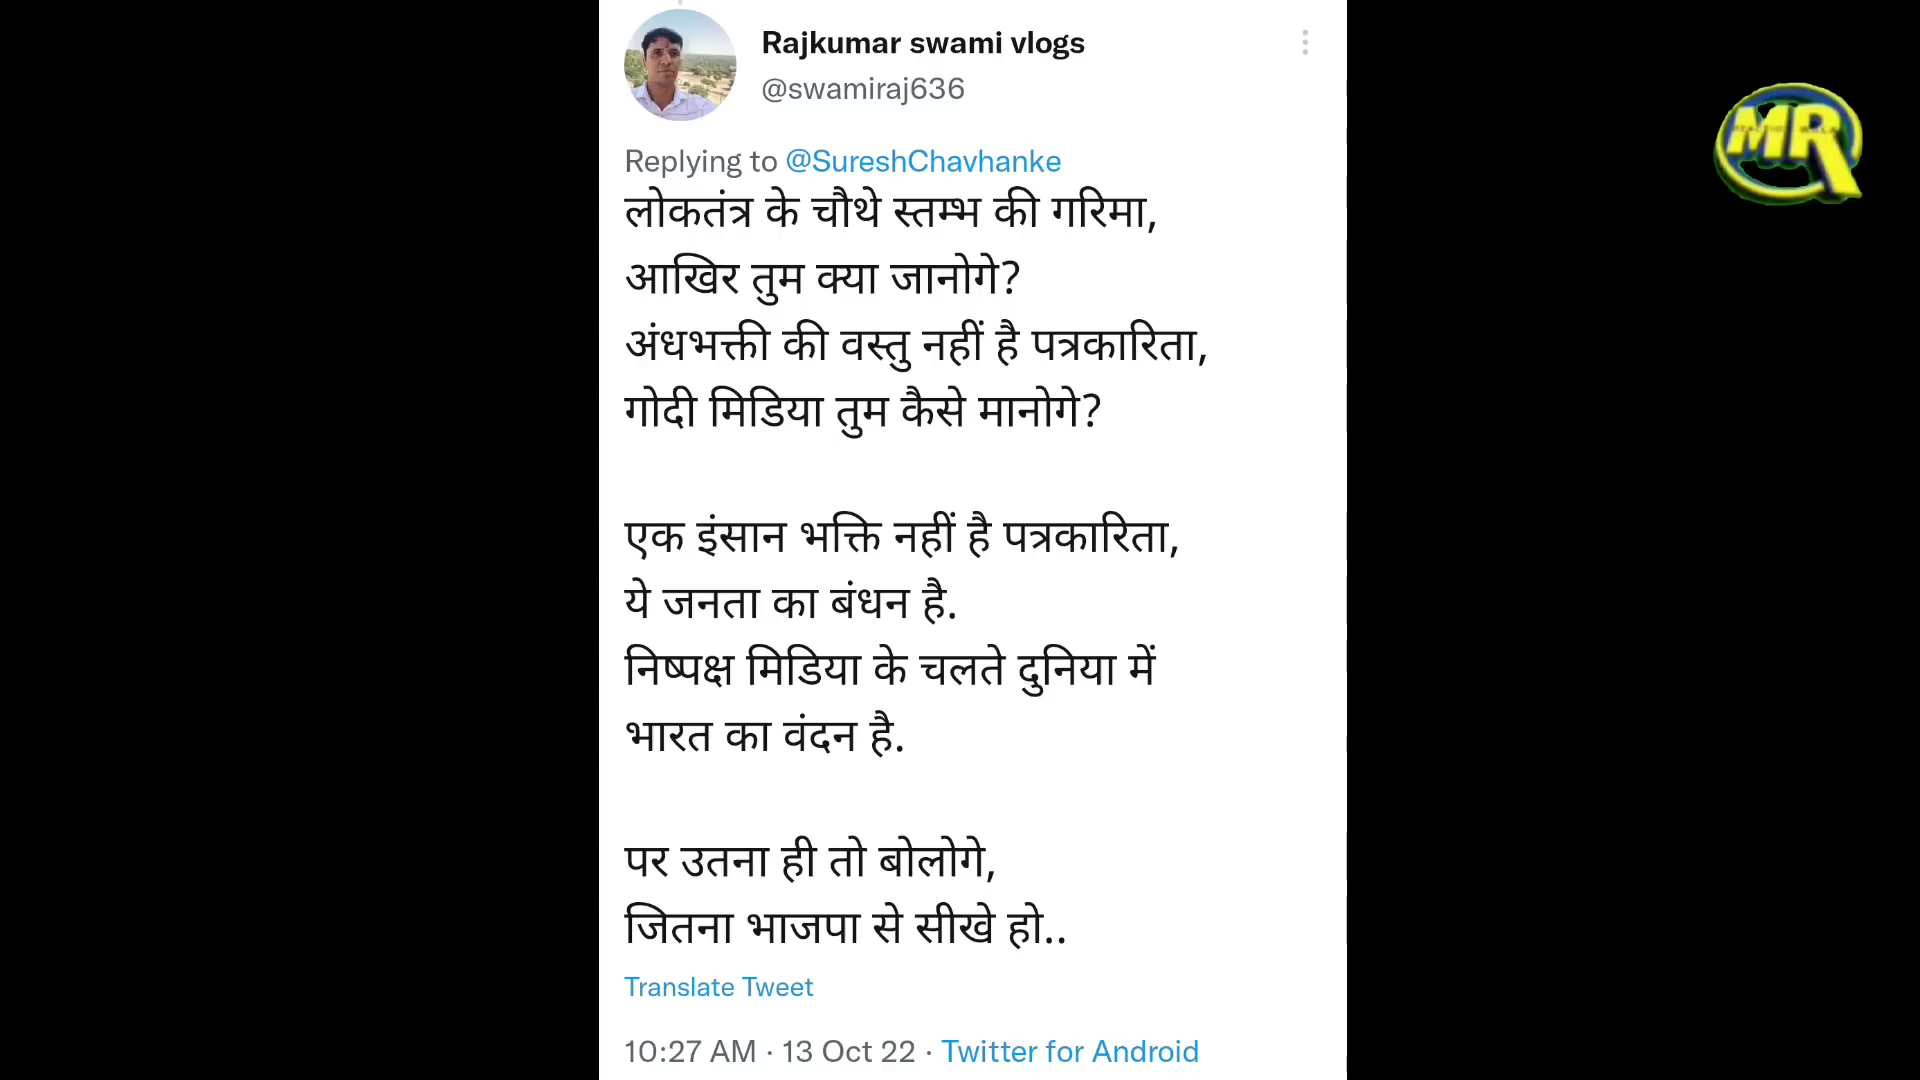 Rajkumar swami vlogs
@swamiraj636
Replying to @SureshChavhanke
लोकतंत्र के चौथे स्तम्भ की गरिमा,
आखिर तुम क्या जानोगे?
अंधभक्ती की वस्तु नहीं है पत्रकारिता,
गोदी मिडिया तुम कैसे मानोगे?
एक इंसान भक्ति नहीं है पत्रकारिता,
ये जनता का बंधन है.
निष्पक्ष मिडिया के चलते दुनिया में
भारत का वंदन है.
पर उतना ही तो बोलोगे,
जितना भाजपा से सीखे हो..
Translate Tweet
10:27 AM · 13 Oct 22 · Twitter for Android
MR